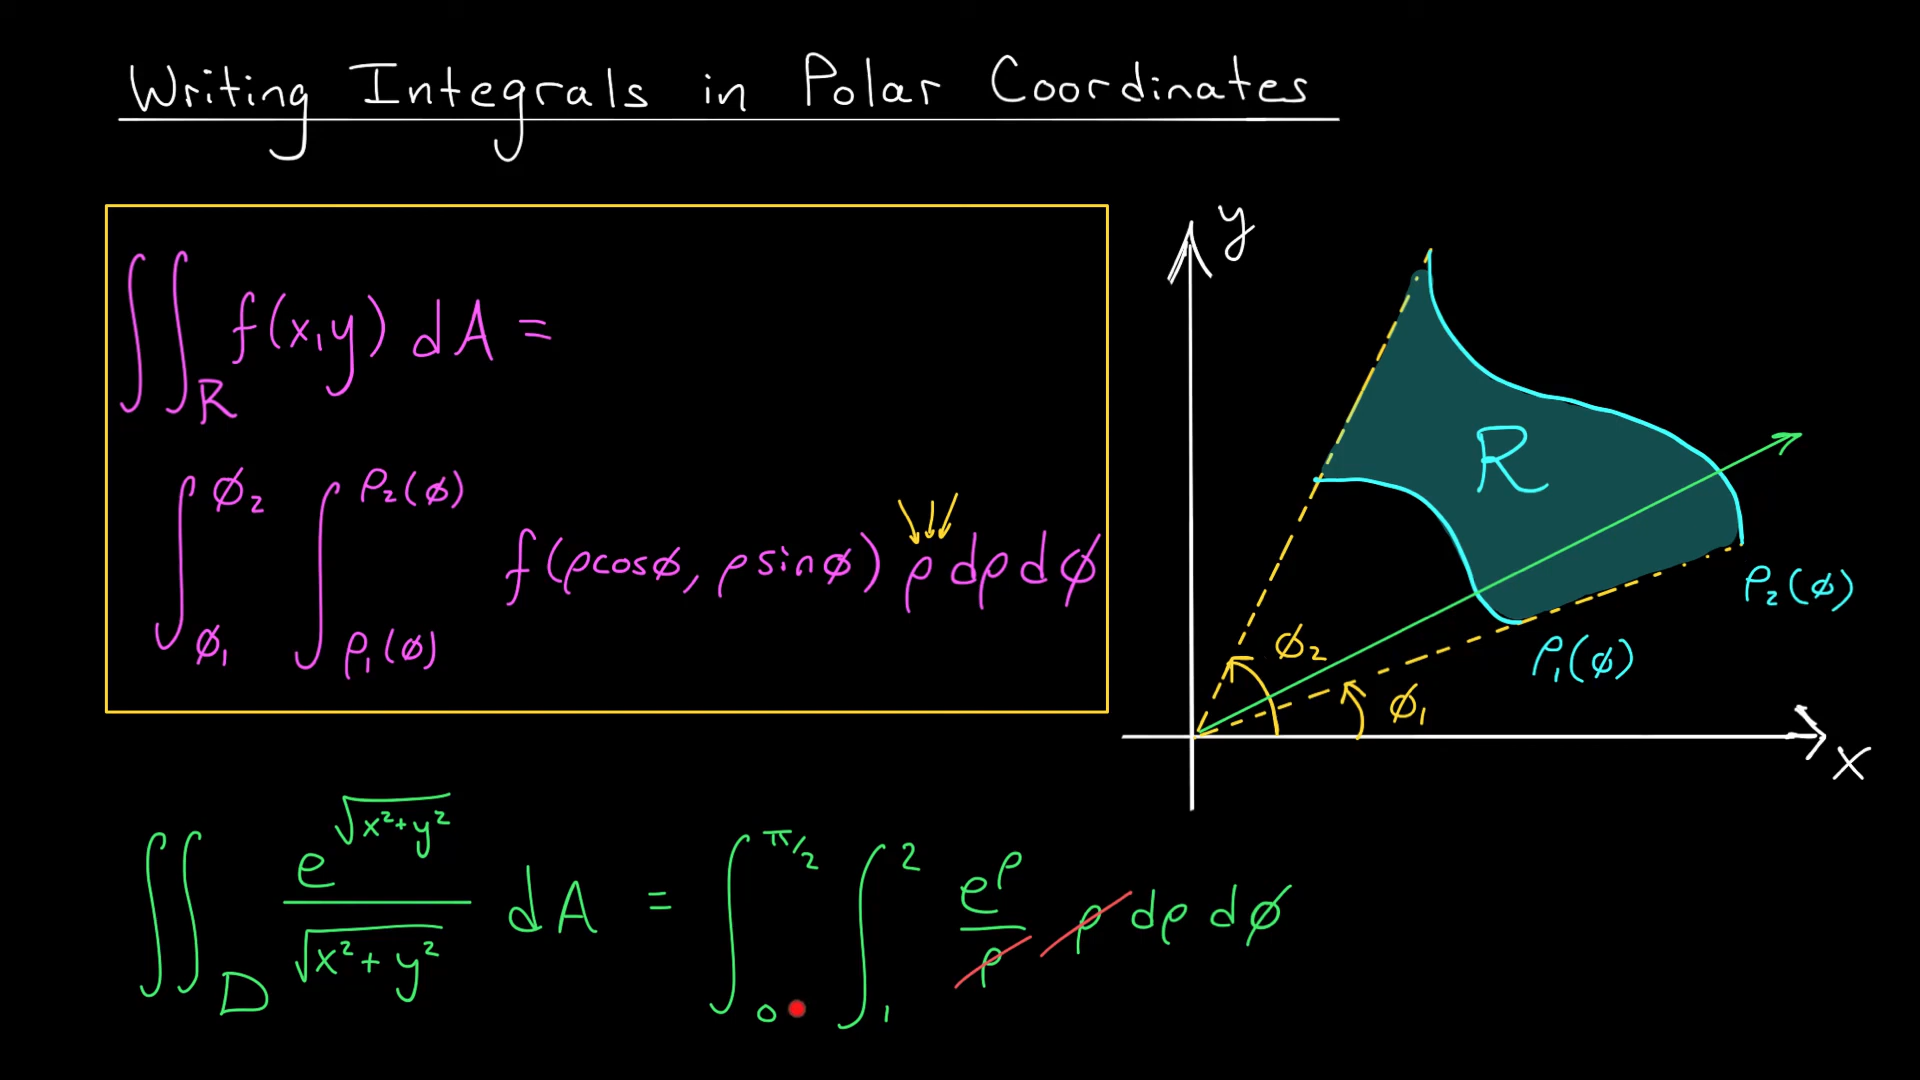 Writing Integrals in Polar Coordinates
∬_R f(x,y) dA =
∫_{ϕ₁}^{ϕ₂} ∫_{ρ₁(ϕ)}^{ρ₂(ϕ)} f(ρcosϕ, ρsinϕ) ρ dρ dϕ
y
R
ρ₂(ϕ)
ϕ₂
ρ₁(ϕ)
ϕ₁
x
∬_D e^{√(x²+y²)} / √(x²+y²) dA = ∫_0^{π/2} ∫_1^2 e^ρ/ρ ρ dρ dϕ